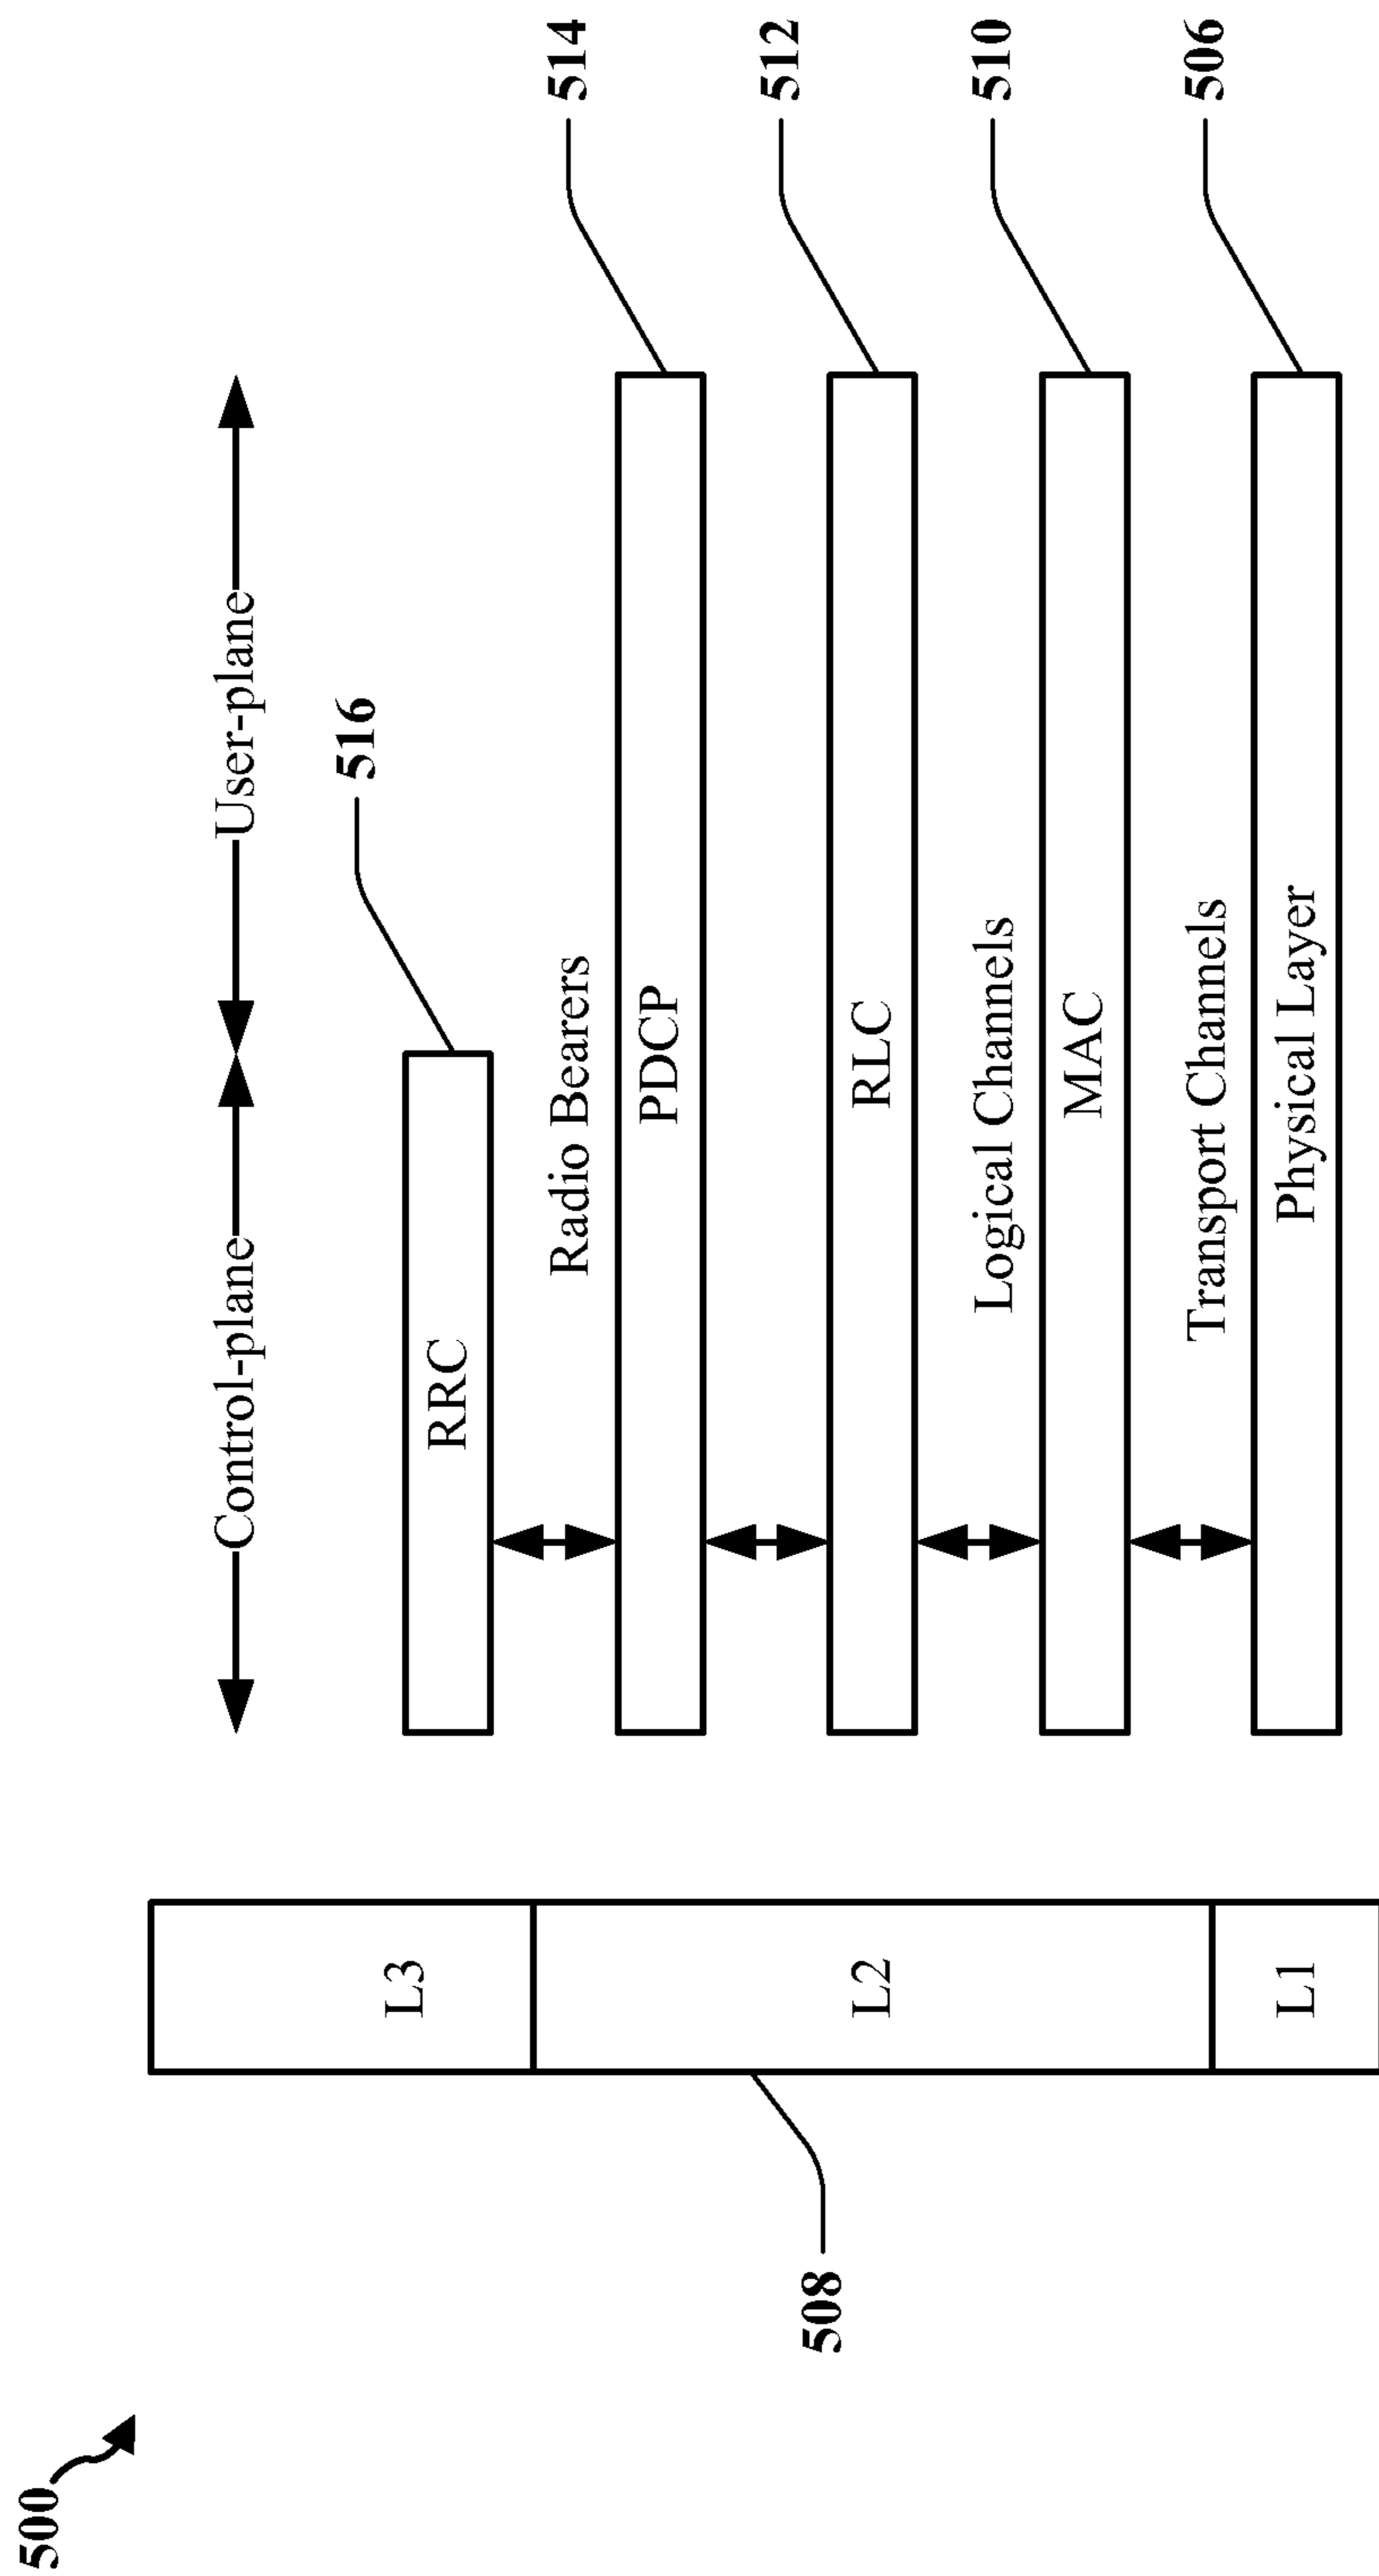 500
Control-plane
User-plane
516
RRC
514
Radio Bearers
PDCP
512
RLC
510
Logical Channels
MAC
506
Transport Channels
Physical Layer
L3
L2
L1
508